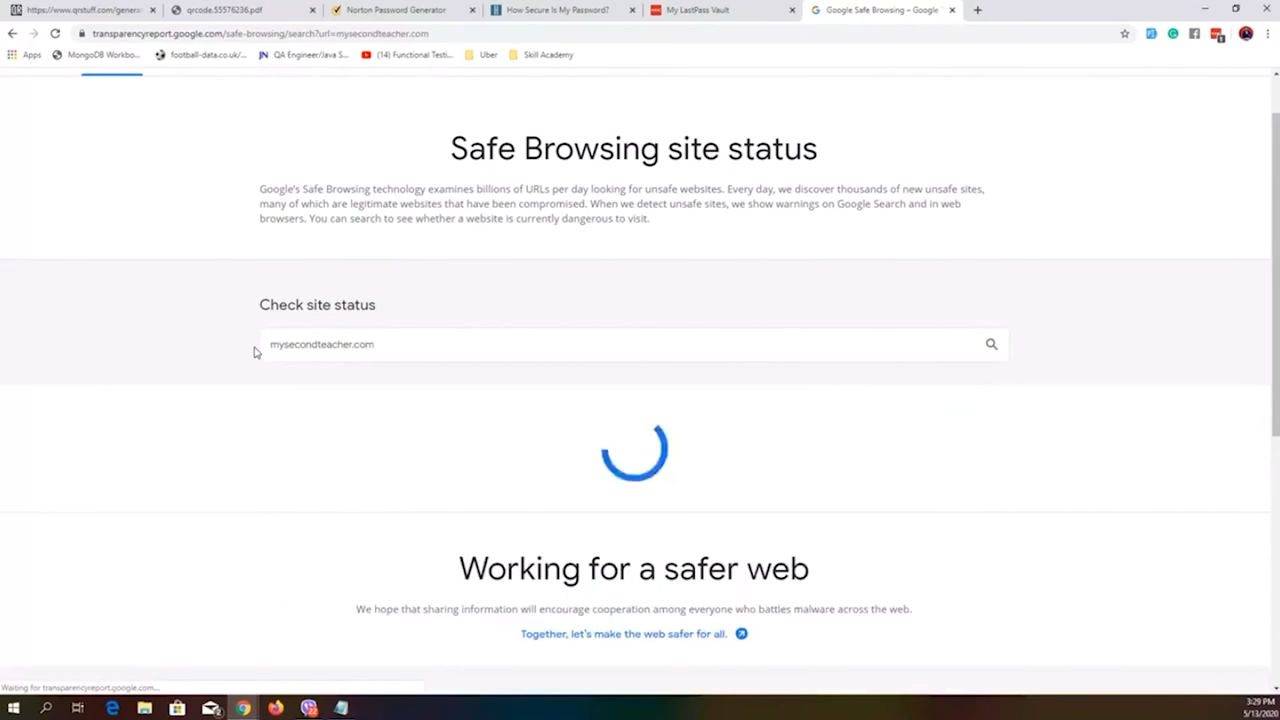 https://www.qrstuff.com/genera
qrcode.55576236.pdf
Norton Password Generator
How Secure Is My Password?
My LastPass Vault
Google Safe Browsing – Google
transparencyreport.google.com/safe-browsing/search?url=mysecondteacher.com
Apps
MongoDB Workbo...
football-data.co.uk/...
QA Engineer/Java S...
(14) Functional Testi...
Uber
Skill Academy
Safe Browsing site status
Google's Safe Browsing technology examines billions of URLs per day looking for unsafe websites. Every day, we discover thousands of new unsafe sites,
many of which are legitimate websites that have been compromised. When we detect unsafe sites, we show warnings on Google Search and in web
browsers. You can search to see whether a website is currently dangerous to visit.
Check site status
mysecondteacher.com
Working for a safer web
We hope that sharing information will encourage cooperation among everyone who battles malware across the web.
Together, let's make the web safer for all.
Waiting for transparencyreport.google.com...
3:29 PM
5/13/2020